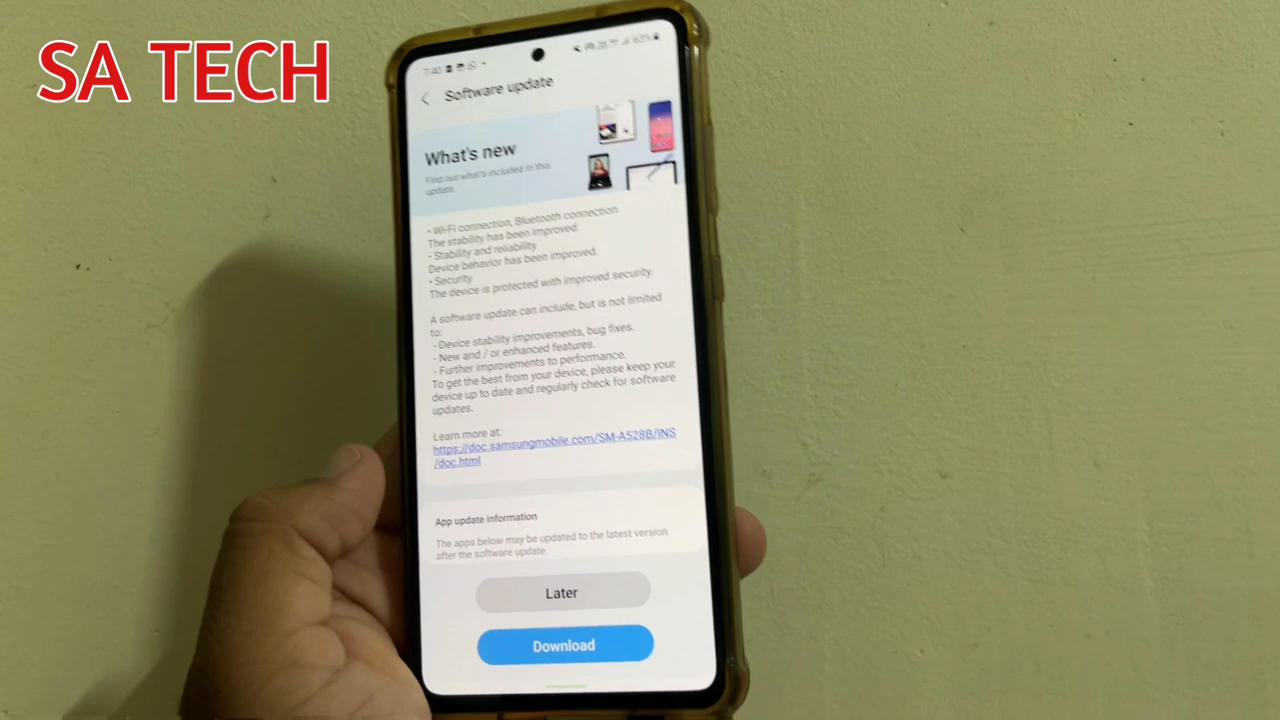 SA TECH
7:40
63%
Software update
What's new
Find out what's included in this
update.
• Wi-Fi connection, Bluetooth connection
The stability has been improved.
• Stability and reliability
Device behavior has been improved.
• Security
The device is protected with improved security.
A software update can include, but is not limited
to:
- Device stability improvements, bug fixes.
- New and / or enhanced features.
- Further improvements to performance.
To get the best from your device, please keep your
device up to date and regularly check for software
updates.
Learn more at:
https://doc.samsungmobile.com/SM-A528B/INS
/doc.html
App update information
The apps below may be updated to the latest version
after the software update.
Later
Download